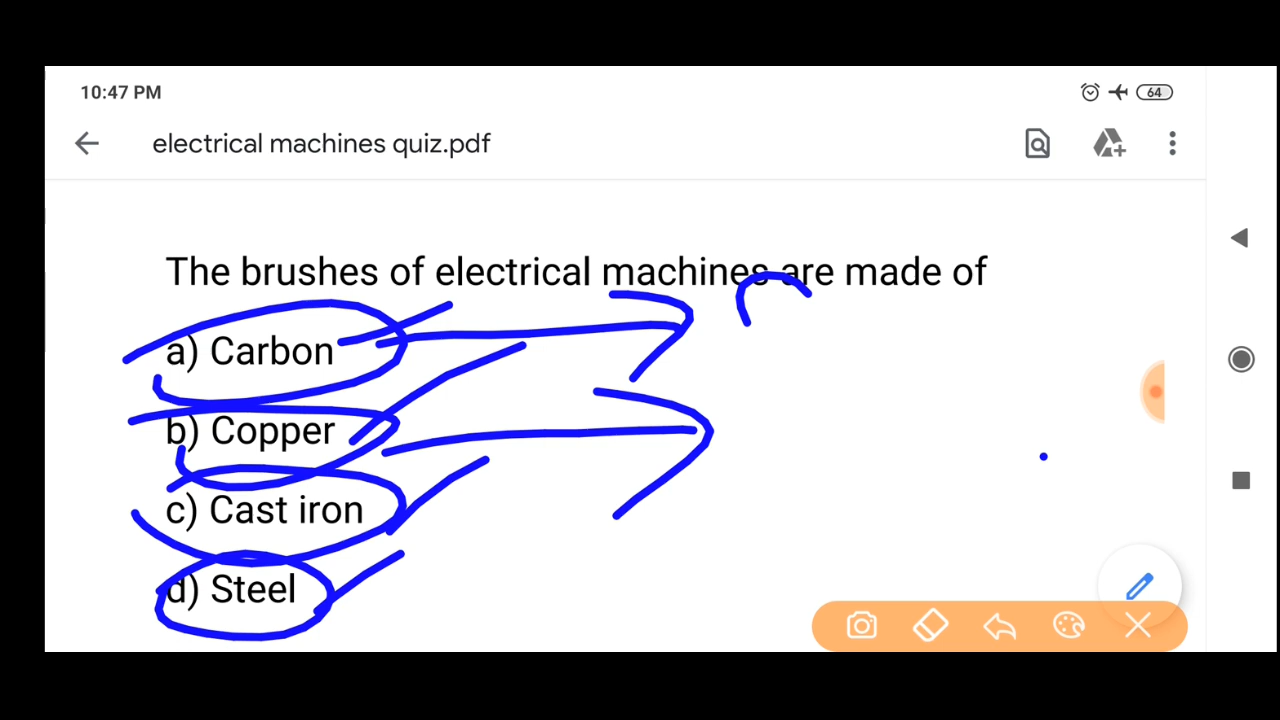 10:47 PM
64
electrical machines quiz.pdf
The brushes of electrical machines are made of
a) Carbon
b) Copper
c) Cast iron
d) Steel